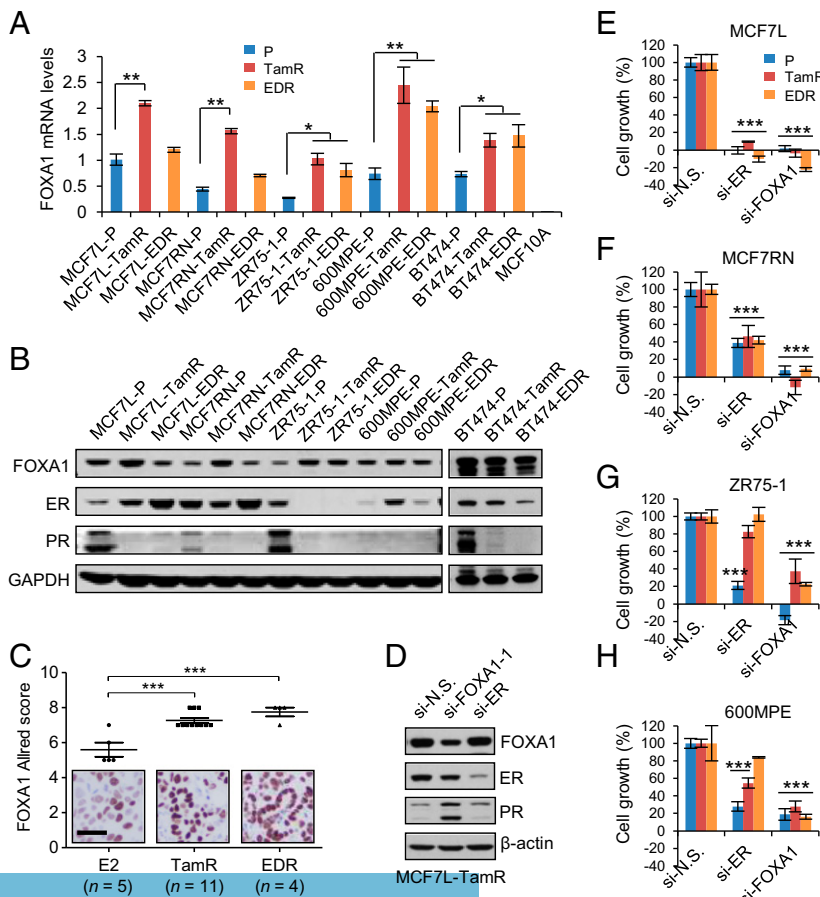 A
FOXA1 mRNA levels
3
2.5
2
1.5
1
0.5
0
P
TamR
EDR
**
**
*
**
*
MCF7L-P
MCF7L-TamR
MCF7L-EDR
MCF7RN-P
MCF7RN-TamR
MCF7RN-EDR
ZR75-1-P
ZR75-1-TamR
ZR75-1-EDR
600MPE-P
600MPE-TamR
600MPE-EDR
BT474-P
BT474-TamR
BT474-EDR
MCF10A
B
MCF7L-P
MCF7L-TamR
MCF7L-EDR
MCF7RN-P
MCF7RN-TamR
MCF7RN-EDR
ZR75-1-P
ZR75-1-TamR
ZR75-1-EDR
600MPE-P
600MPE-TamR
600MPE-EDR
BT474-P
BT474-TamR
BT474-EDR
FOXA1
ER
PR
GAPDH
C
FOXA1 Allred score
10
8
6
4
2
0
***
***
E2
TamR
EDR
(n = 5)
(n = 11)
(n = 4)
D
si-N.S.
si-FOXA1-1
si-ER
FOXA1
ER
PR
β-actin
MCF7L-TamR
E
MCF7L
Cell growth (%)
120
100
80
60
40
20
0
-20
-40
P
TamR
EDR
***
***
si-N.S.
si-ER
si-FOXA1
F
MCF7RN
Cell growth (%)
120
100
80
60
40
20
0
-20
-40
***
***
si-N.S.
si-ER
si-FOXA1
G
ZR75-1
Cell growth (%)
120
100
80
60
40
20
0
-20
-40
***
***
si-N.S.
si-ER
si-FOXA1
H
600MPE
Cell growth (%)
120
100
80
60
40
20
0
-20
-40
***
***
si-N.S.
si-ER
si-FOXA1